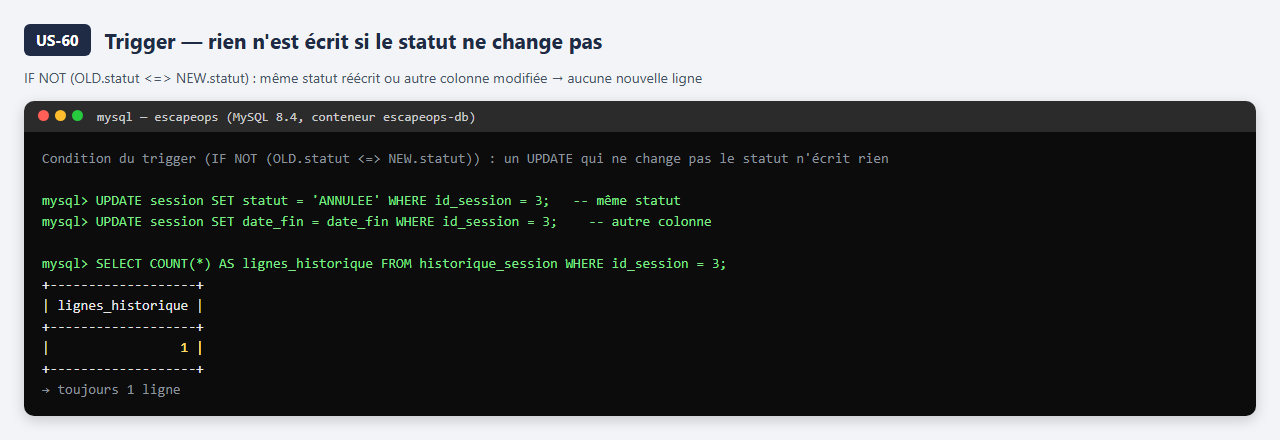 US-60 Trigger — rien n'est écrit si le statut ne change pas
IF NOT (OLD.statut <=> NEW.statut) : même statut réécrit ou autre colonne modifiée → aucune nouvelle ligne
mysql — escapeops (MySQL 8.4, conteneur escapeops-db)
Condition du trigger (IF NOT (OLD.statut <=> NEW.statut)) : un UPDATE qui ne change pas le statut n'écrit rien
mysql> UPDATE session SET statut = 'ANNULEE' WHERE id_session = 3;   -- même statut
mysql> UPDATE session SET date_fin = date_fin WHERE id_session = 3;    -- autre colonne
mysql> SELECT COUNT(*) AS lignes_historique FROM historique_session WHERE id_session = 3;
+-------------------+
| lignes_historique |
+-------------------+
|                 1 |
+-------------------+
→ toujours 1 ligne